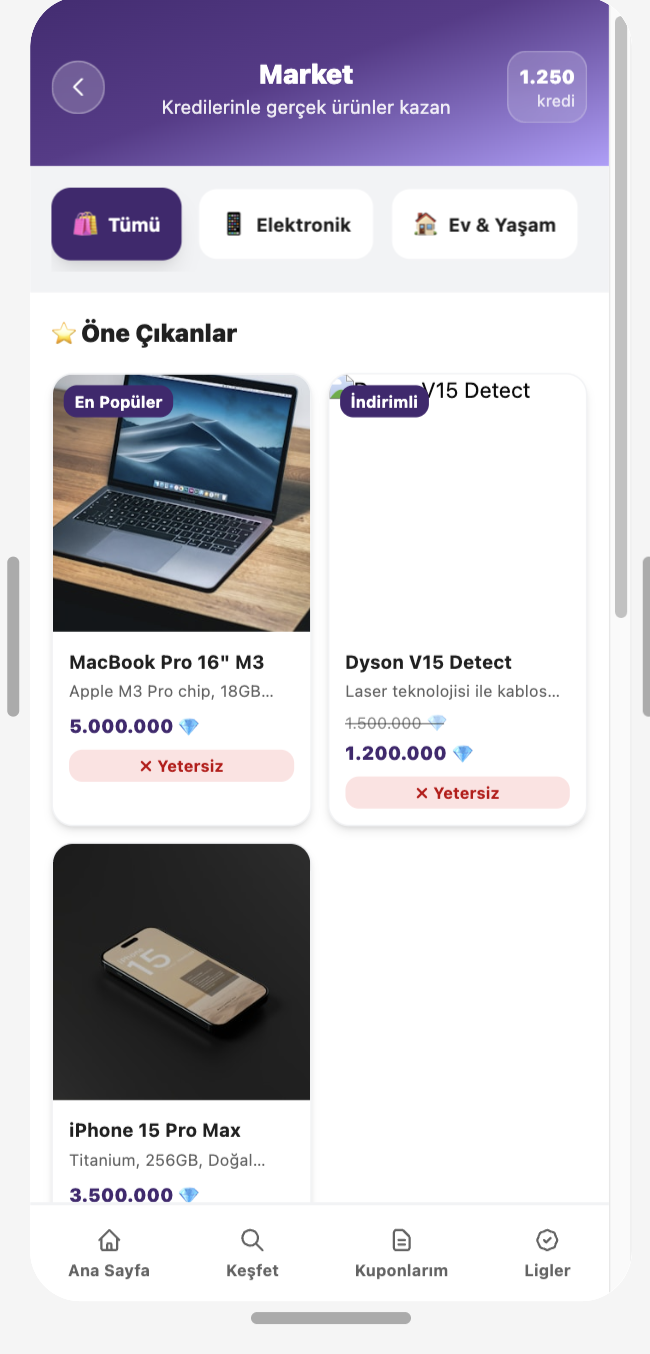 Market
Kredilerinle gerçek ürünler kazan
1.250
kredi
🛍️ Tümü
📱 Elektronik
🏠 Ev & Yaşam
⭐ Öne Çıkanlar
En Popüler
V15 Detect
İndirimli
MacBook Pro 16" M3
Apple M3 Pro chip, 18GB...
5.000.000 💎
✕ Yetersiz
Dyson V15 Detect
Laser teknolojisi ile kablos...
1.500.000 💎
1.200.000 💎
✕ Yetersiz
15
iPhone 15 Pro Max
Titanium, 256GB, Doğal...
3.500.000 💎
Ana Sayfa
Keşfet
Kuponlarım
Ligler